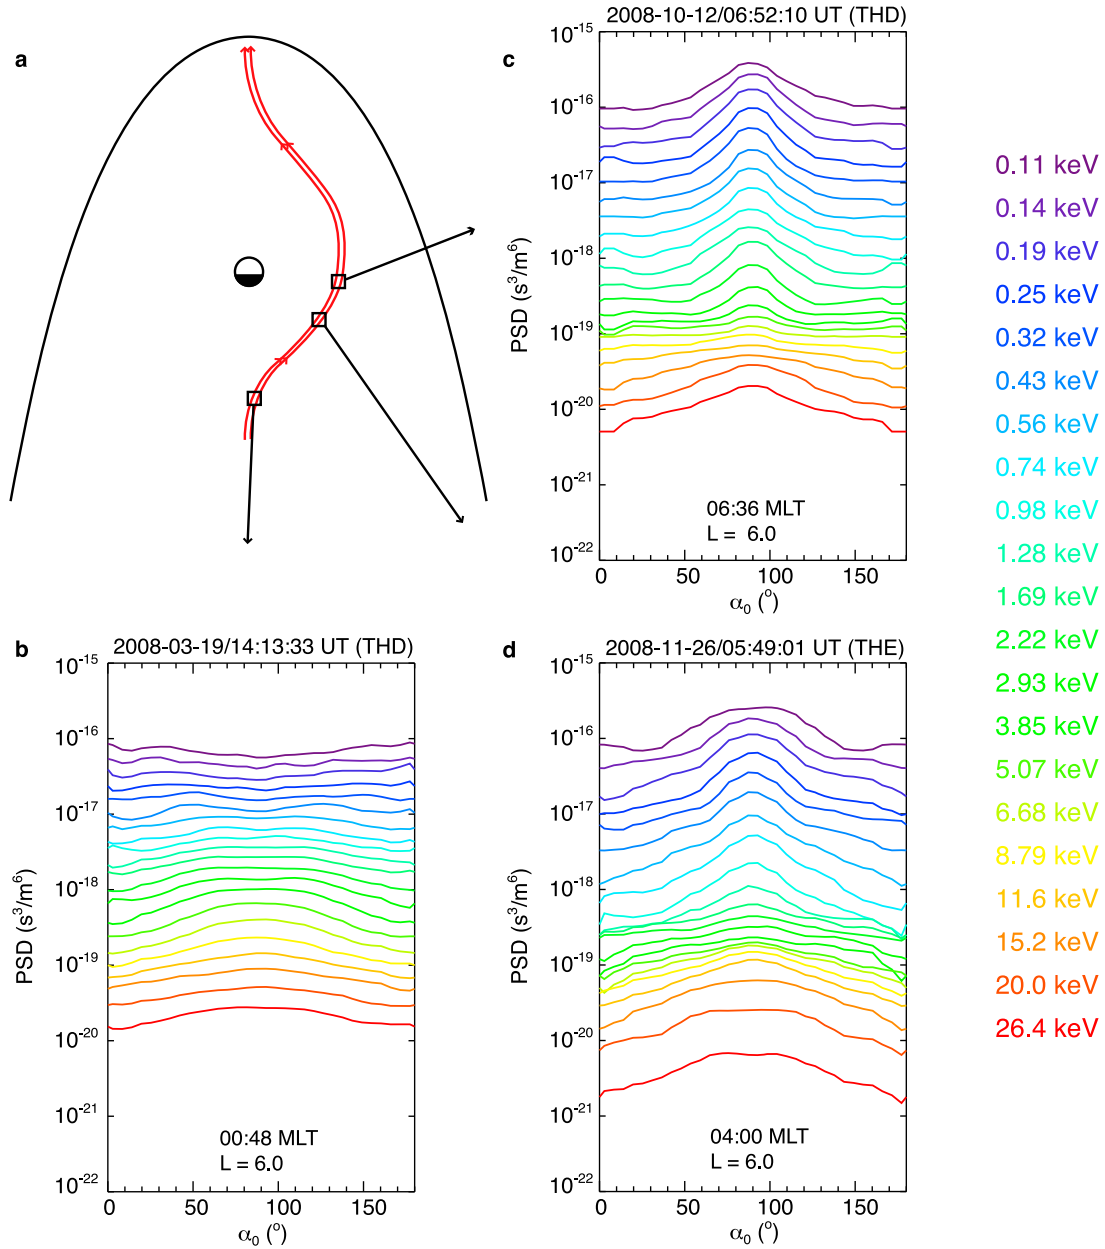 a
c
2008-10-12/06:52:10 UT (THD)
10⁻¹⁵
10⁻¹⁶
10⁻¹⁷
10⁻¹⁸
10⁻¹⁹
10⁻²⁰
10⁻²¹
10⁻²²
PSD (s³/m⁶)
06:36 MLT
L = 6.0
0 50 100 150
α₀ (°)
0.11 keV
0.14 keV
0.19 keV
0.25 keV
0.32 keV
0.43 keV
0.56 keV
0.74 keV
0.98 keV
1.28 keV
1.69 keV
2.22 keV
2.93 keV
3.85 keV
5.07 keV
6.68 keV
8.79 keV
11.6 keV
15.2 keV
20.0 keV
26.4 keV
b
2008-03-19/14:13:33 UT (THD)
10⁻¹⁵
10⁻¹⁶
10⁻¹⁷
10⁻¹⁸
10⁻¹⁹
10⁻²⁰
10⁻²¹
10⁻²²
PSD (s³/m⁶)
00:48 MLT
L = 6.0
0 50 100 150
α₀ (°)
d
2008-11-26/05:49:01 UT (THE)
10⁻¹⁵
10⁻¹⁶
10⁻¹⁷
10⁻¹⁸
10⁻¹⁹
10⁻²⁰
10⁻²¹
10⁻²²
PSD (s³/m⁶)
04:00 MLT
L = 6.0
0 50 100 150
α₀ (°)